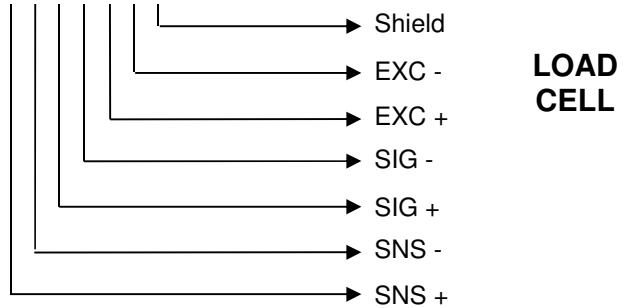 Shield
EXC -
EXC +
SIG -
SIG +
SNS -
SNS +
LOAD
CELL